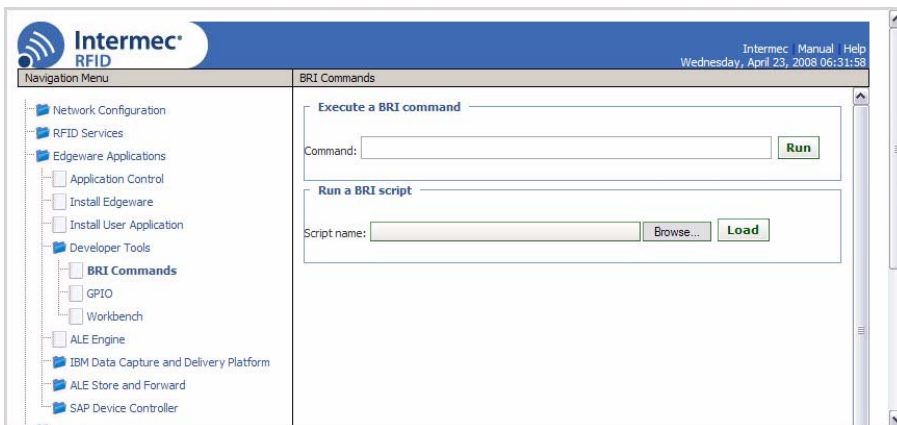 Intermec
RFID
Intermec | Manual | Help
Wednesday, April 23, 2008 06:31:58
Navigation Menu
BRI Commands
Network Configuration
RFID Services
Edgeware Applications
Application Control
Install Edgeware
Install User Application
Developer Tools
BRI Commands
GPIO
Workbench
ALE Engine
IBM Data Capture and Delivery Platform
ALE Store and Forward
SAP Device Controller
Execute a BRI command
Command:
Run
Run a BRI script
Script name:
Browse...
Load